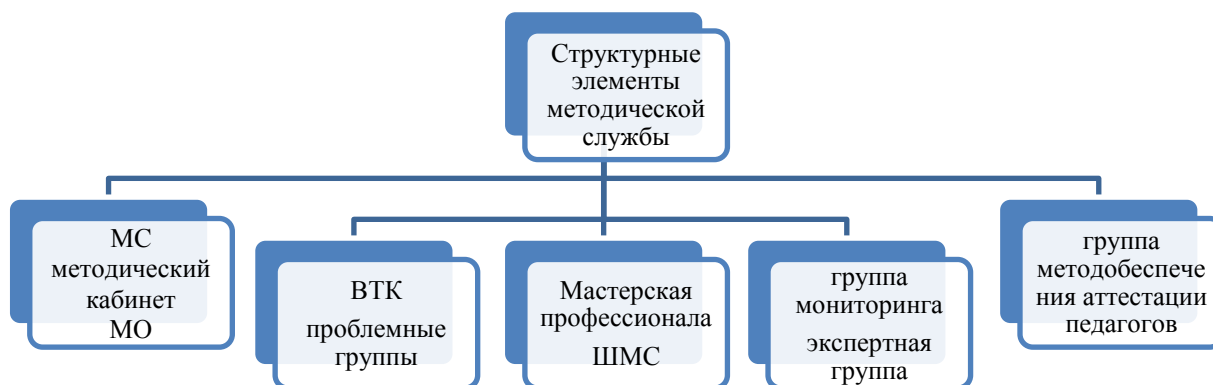 Структурные
элементы
методической
службы
МС
методический
кабинет
МО
ВТК
проблемные
группы
Мастерская
профессионала
ШМС
группа
мониторинга
экспертная
группа
группа
методобеспече
ния аттестации
педагогов